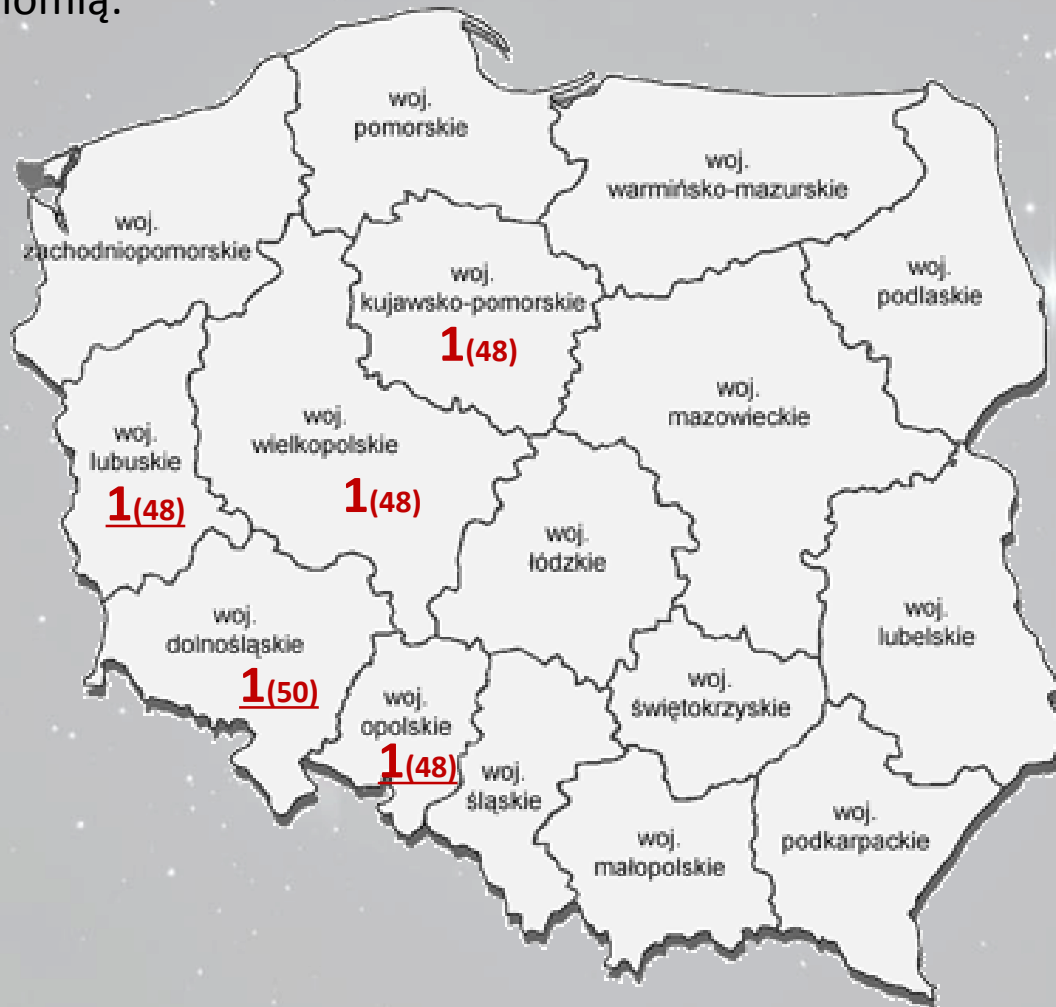 woj.
pomorskie
woj.
warmińsko-mazurskie
woj.
zachodniopomorskie
woj.
kujawsko-pomorskie
1(48)
woj.
podlaskie
woj.
mazowieckie
woj.
wielkopolskie
1(48)
woj.
lubuskie
1(48)
woj.
łódzkie
woj.
dolnośląskie
1(50)
woj.
lubelskie
woj.
opolskie
1(48)
woj.
świętokrzyskie
woj.
śląskie
woj.
małopolskie
woj.
podkarpackie